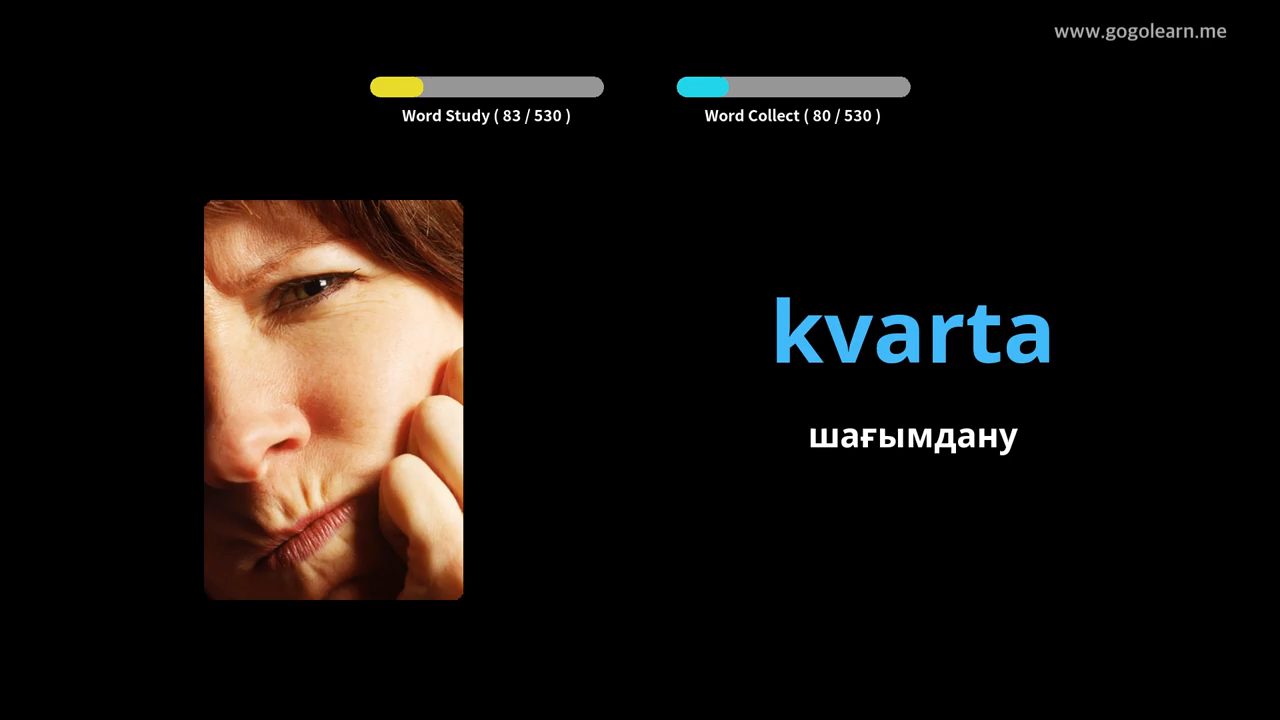 www.gogolearn.me
Word Study ( 83 / 530 )
Word Collect ( 80 / 530 )
kvarta
шағымдану